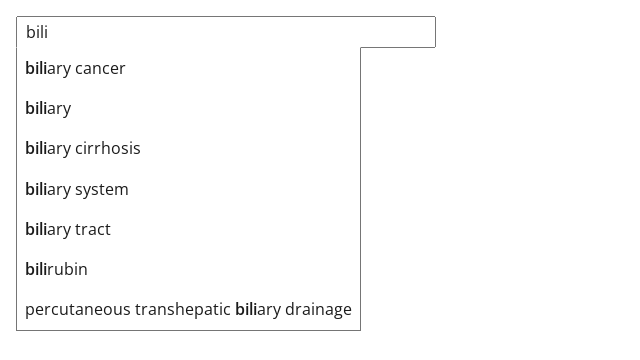 bili
biliary cancer
biliary
biliary cirrhosis
biliary system
biliary tract
bilirubin
percutaneous transhepatic biliary drainage